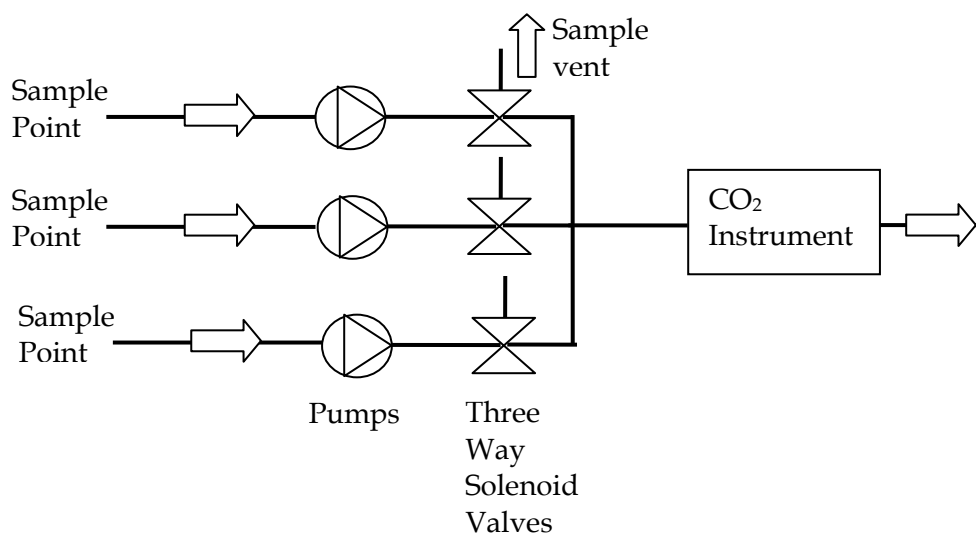 Sample
vent
Sample
Point
Sample
Point
CO₂
Instrument
Sample
Point
Pumps
Three
Way
Solenoid
Valves